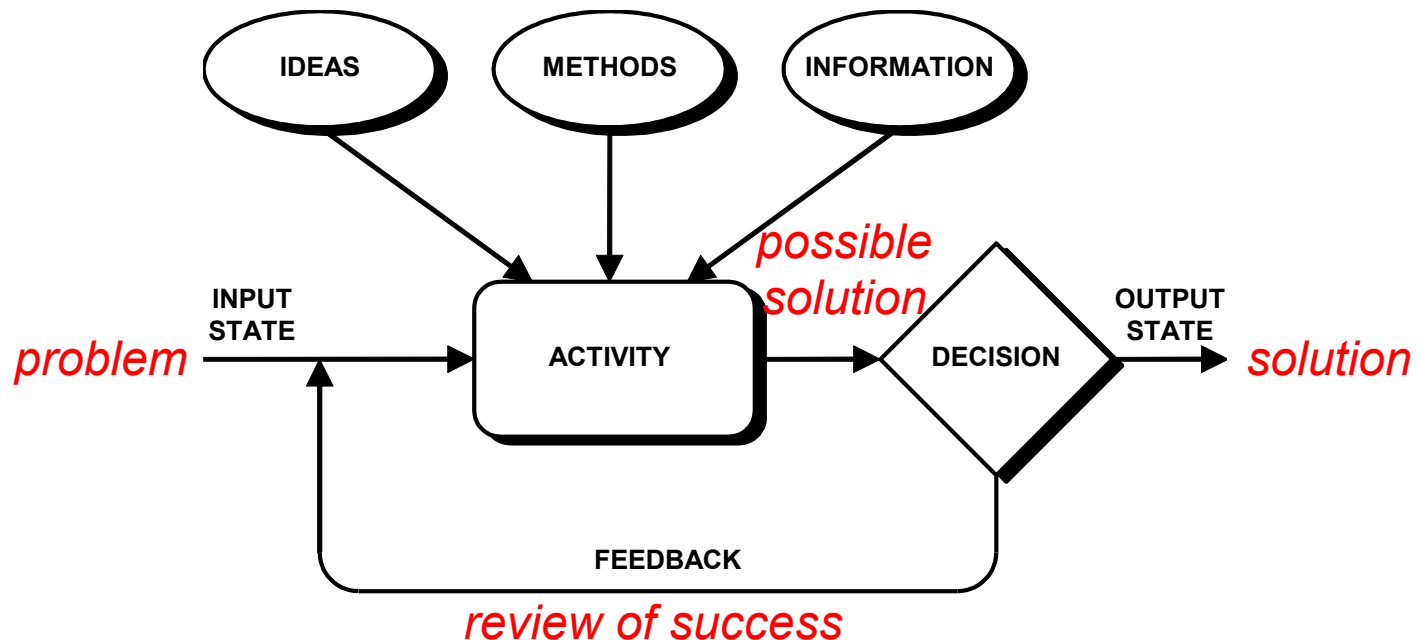 IDEAS
METHODS
INFORMATION
possible
solution
INPUT
STATE
OUTPUT
STATE
problem
ACTIVITY
DECISION
solution
FEEDBACK
review of success